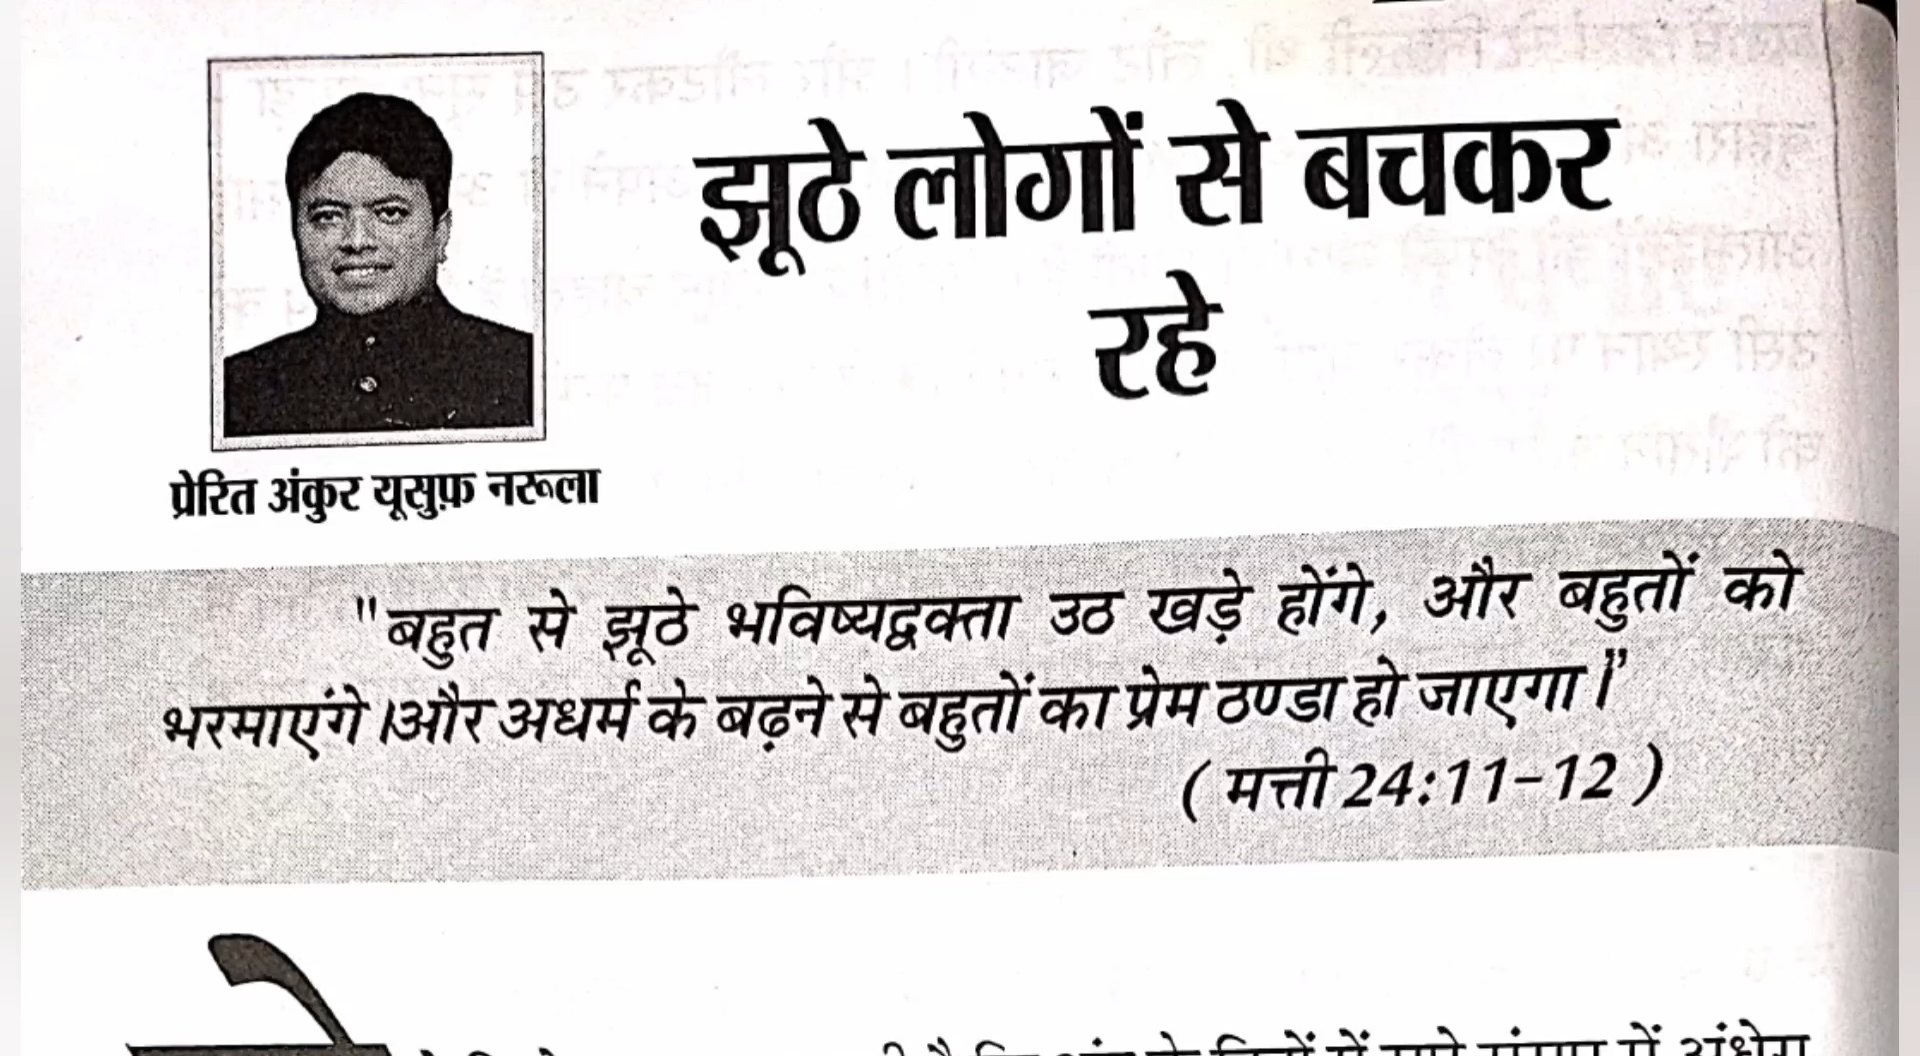 झूठे लोगों से बचकर
रहे
प्रेरित अंकुर यूसुफ़ नरूला
"बहुत से झूठे भविष्यद्वक्ता उठ खड़े होंगे, और बहुतों को
भरमाएंगे।और अधर्म के बढ़ने से बहुतों का प्रेम ठण्डा हो जाएगा।”
( मत्ती 24:11-12 )